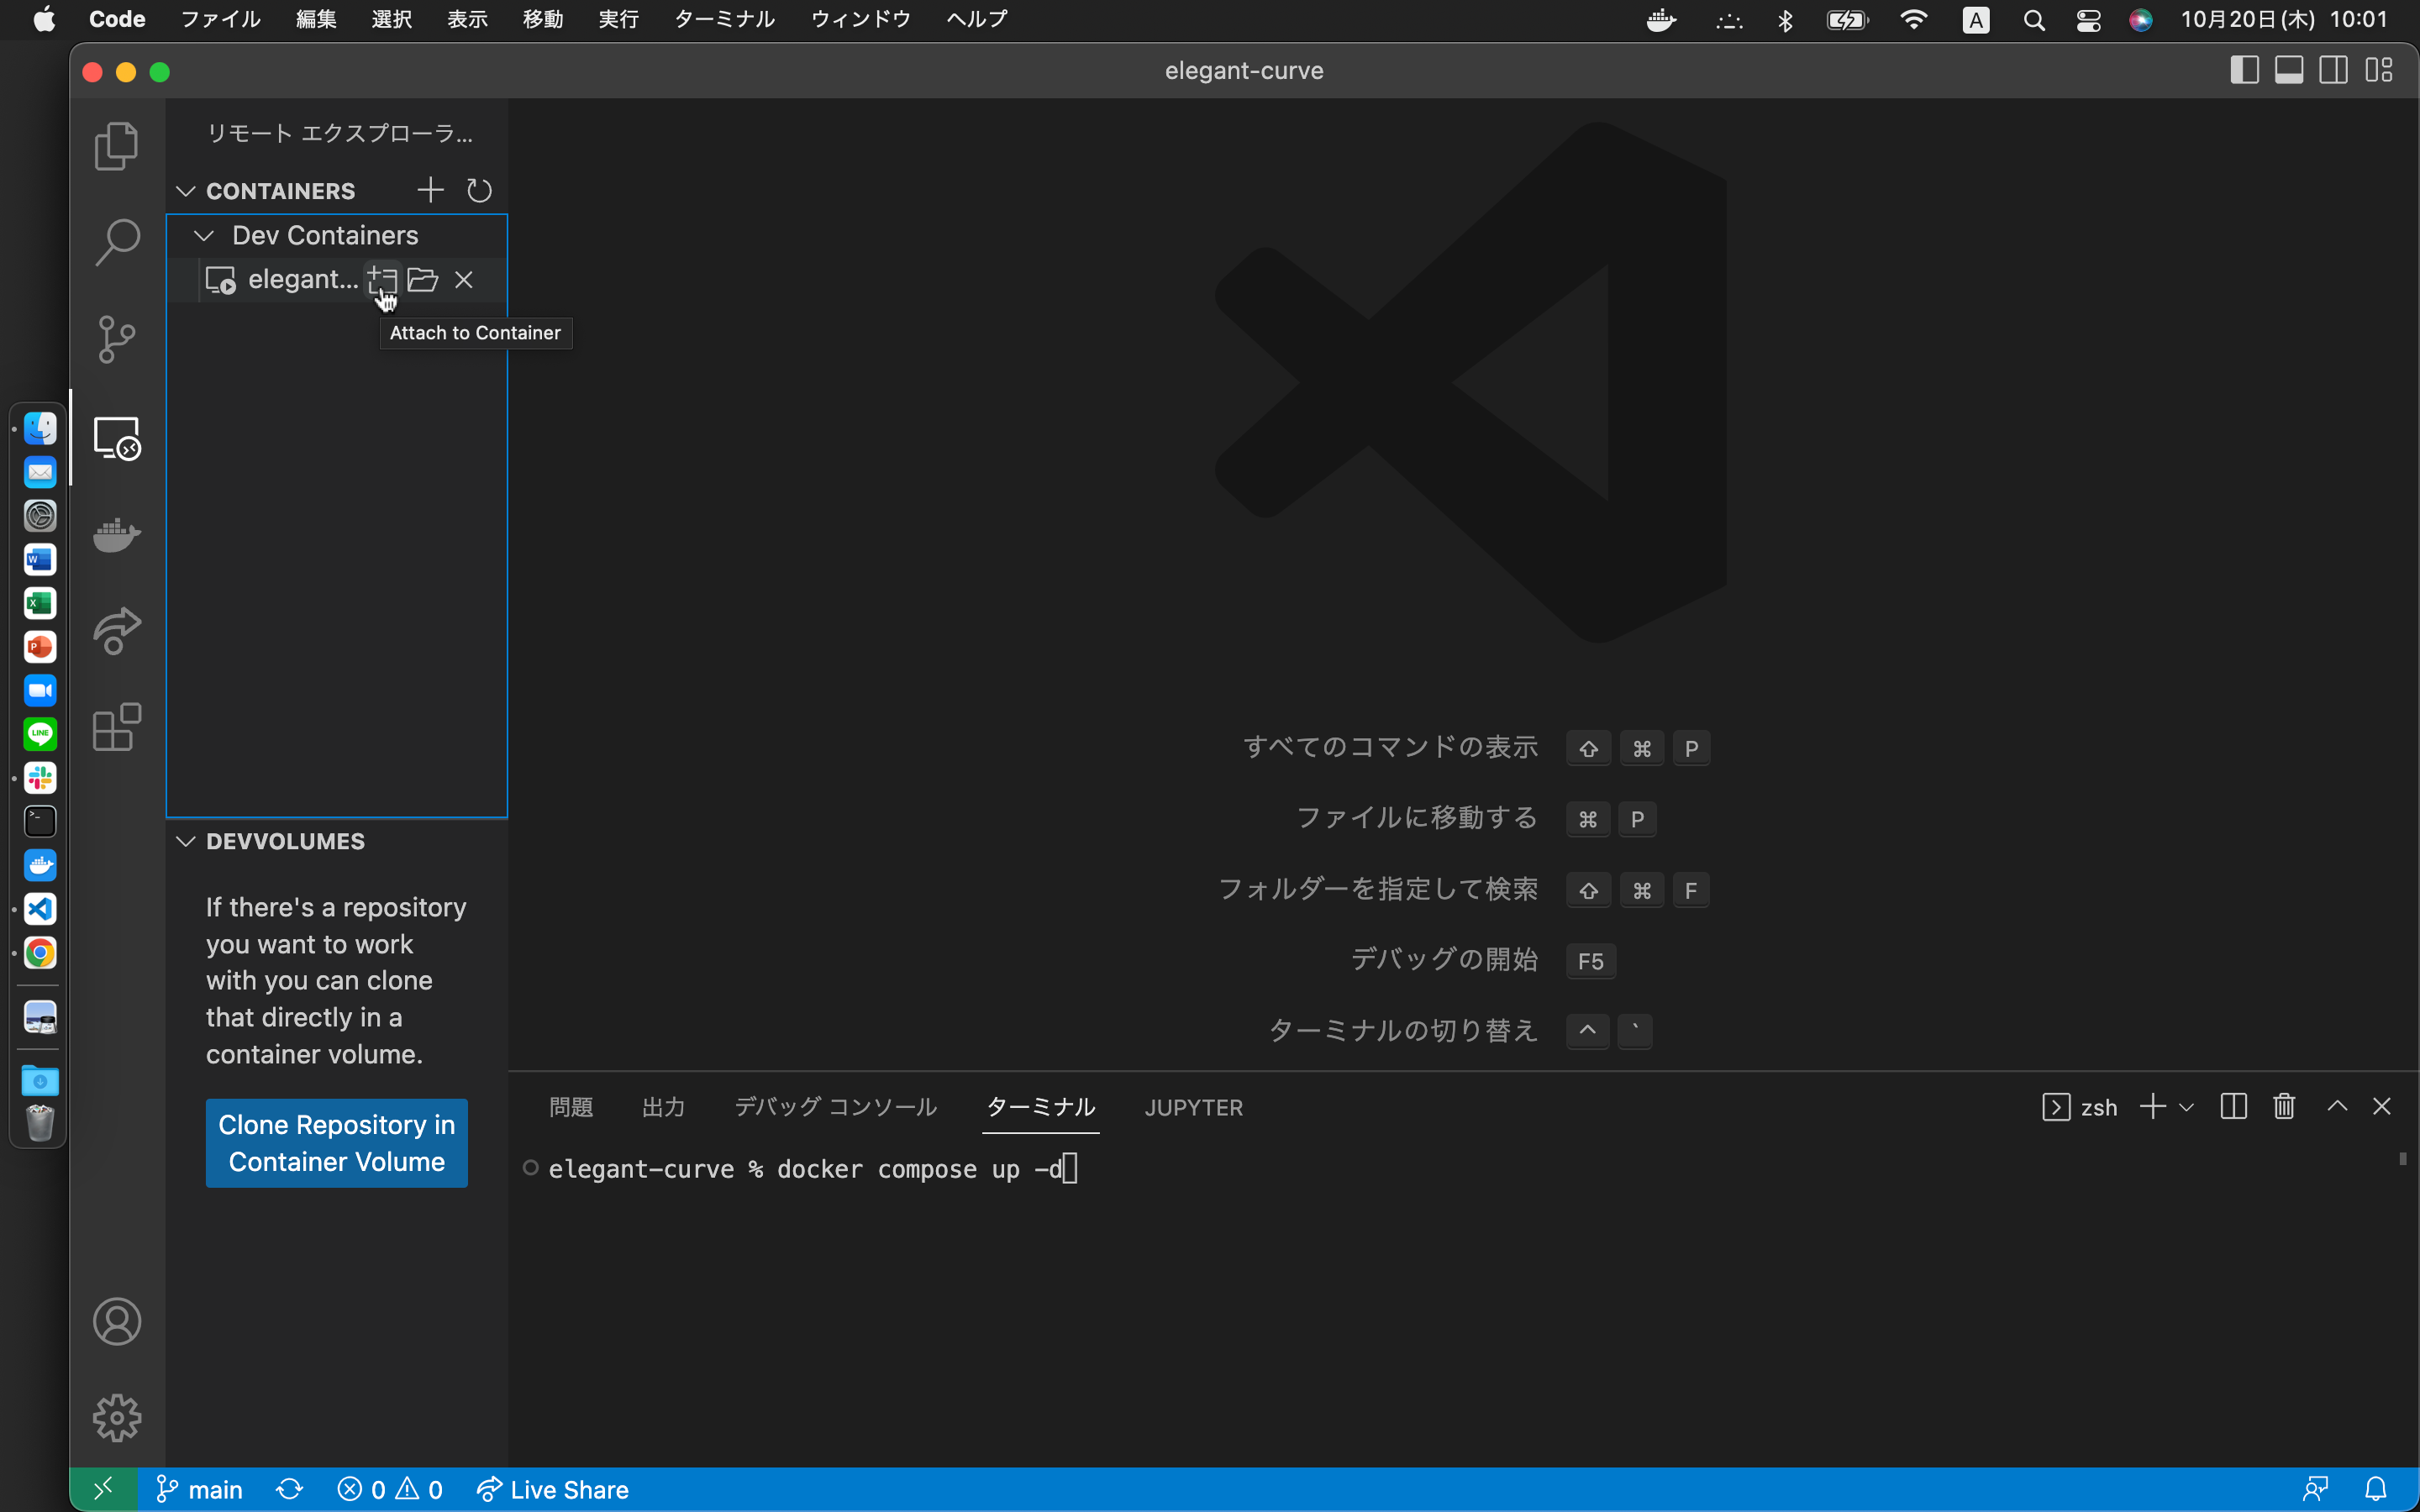 Code ファイル 編集 選択 表示 移動 実行 ターミナル ウィンドウ ヘルプ A 10月20日(木) 10:01
elegant-curve
リモート エクスプローラ...
CONTAINERS
Dev Containers
elegant...
Attach to Container
すべてのコマンドの表示 ⇧ ⌘ P
ファイルに移動する ⌘ P
フォルダーを指定して検索 ⇧ ⌘ F
デバッグの開始 F5
ターミナルの切り替え ^ `
DEVVOLUMES
If there's a repository
you want to work
with you can clone
that directly in a
container volume.
Clone Repository in
Container Volume
問題 出力 デバッグ コンソール ターミナル JUPYTER zsh
elegant-curve % docker compose up -d
main 0 0 Live Share
W
X
P
LINE